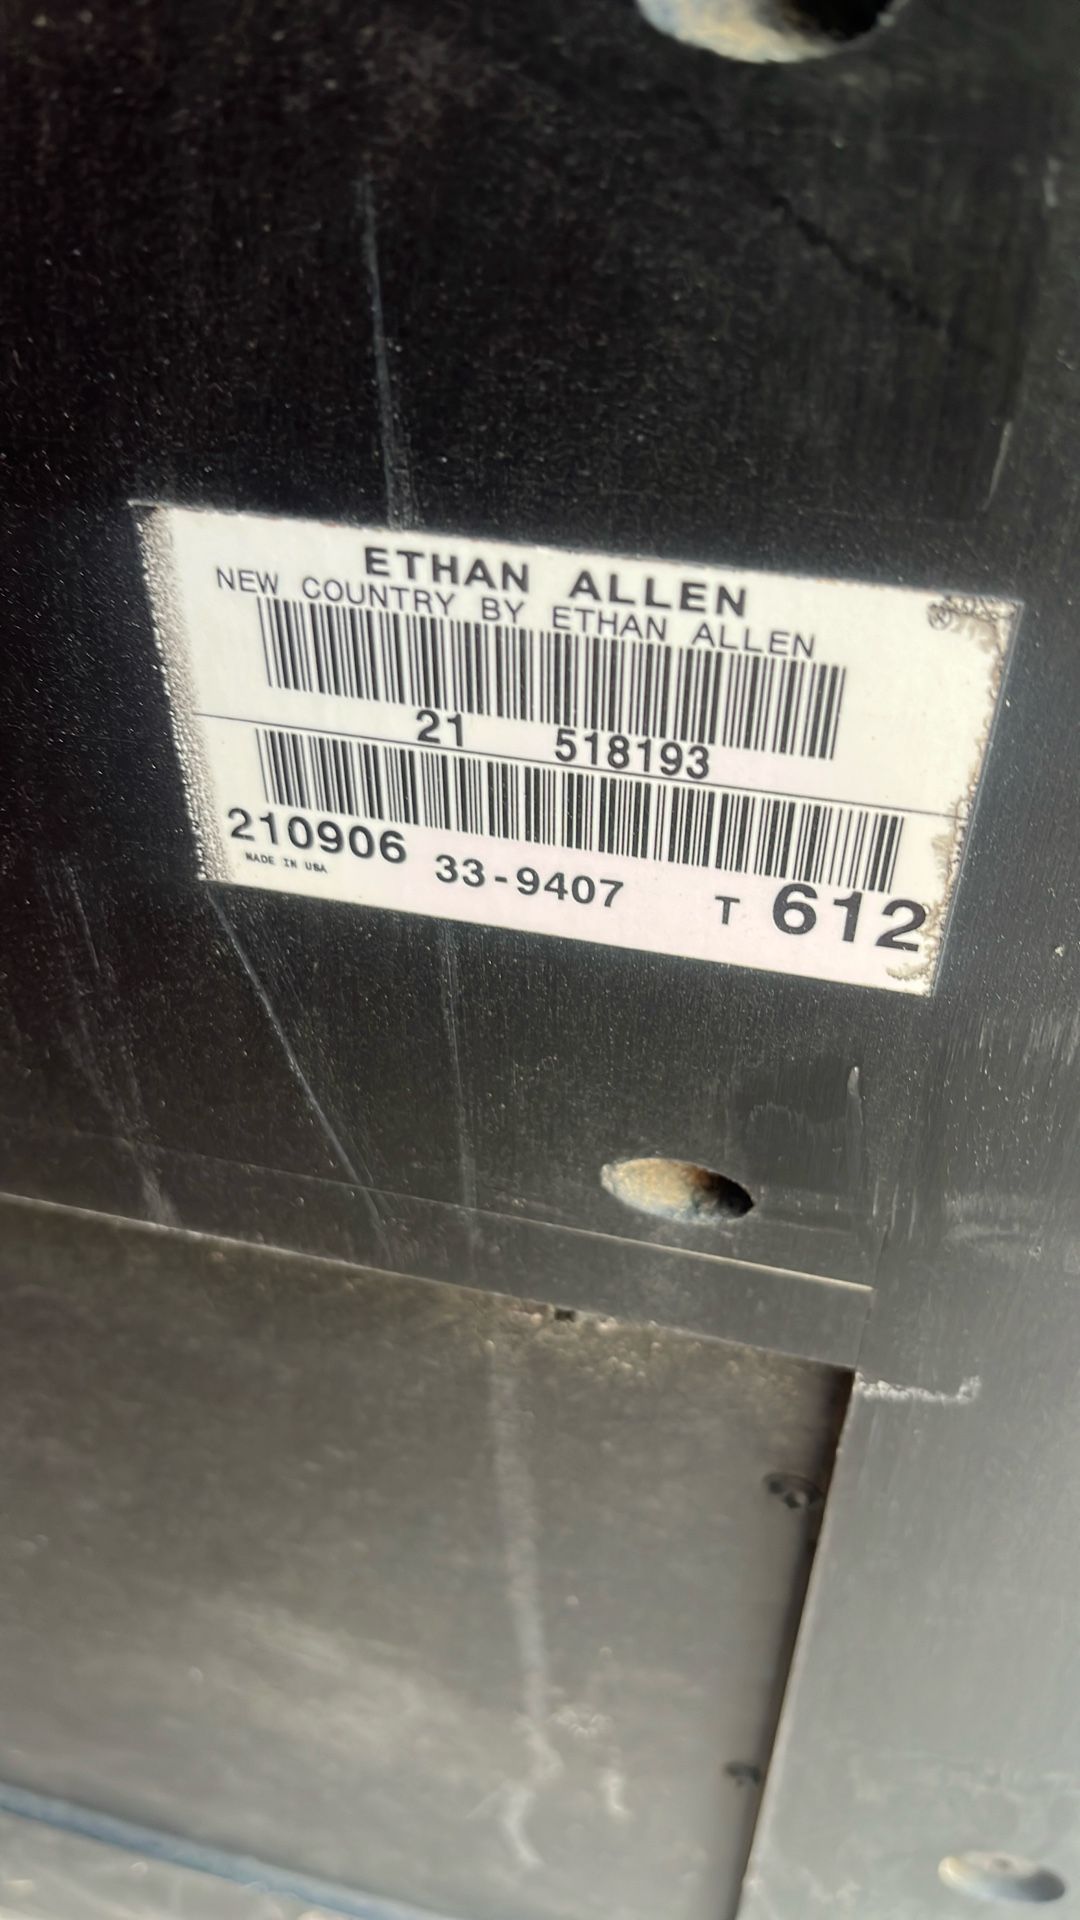 ETHAN ALLEN
®
NEW COUNTRY BY ETHAN ALLEN
21 518193
210906 33-9407 T 612
MADE IN USA